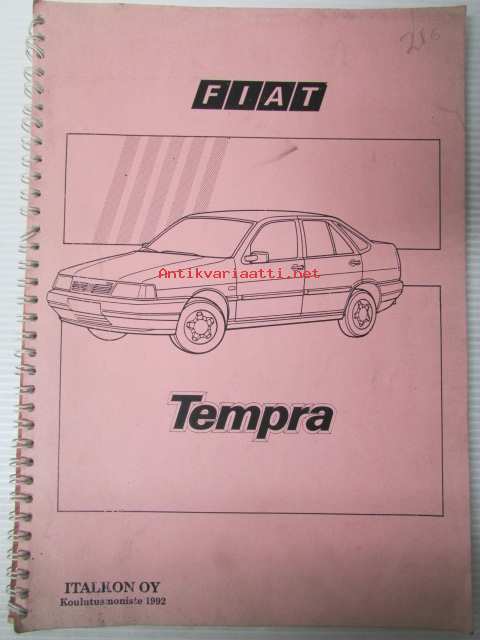 216
FIAT
Antikvariaatti.net
Tempra
ITALKON OY
Koulutusmoniste 1992